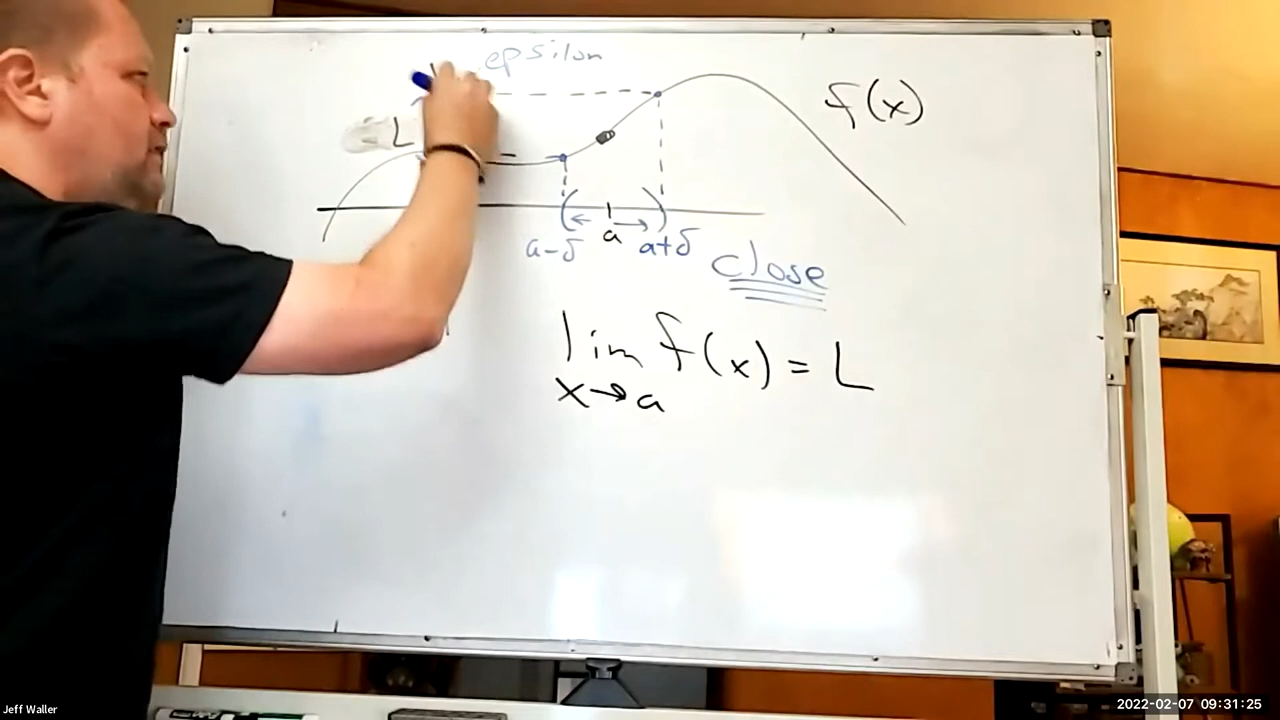 epsilon
f(x)
L
a-δ a a+δ
close
lim f(x) = L
x→a
Jeff Waller
2022-02-07 09:31:25